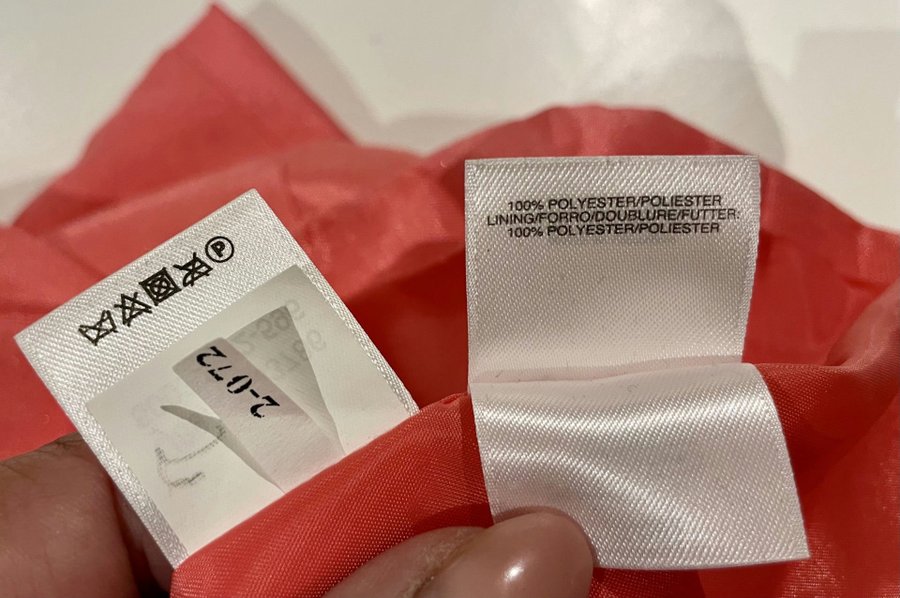 P
2-072
100% POLYESTER/POLIESTER
LINING/FORRO/DOUBLURE/FUTTER:
100% POLYESTER/POLIESTER